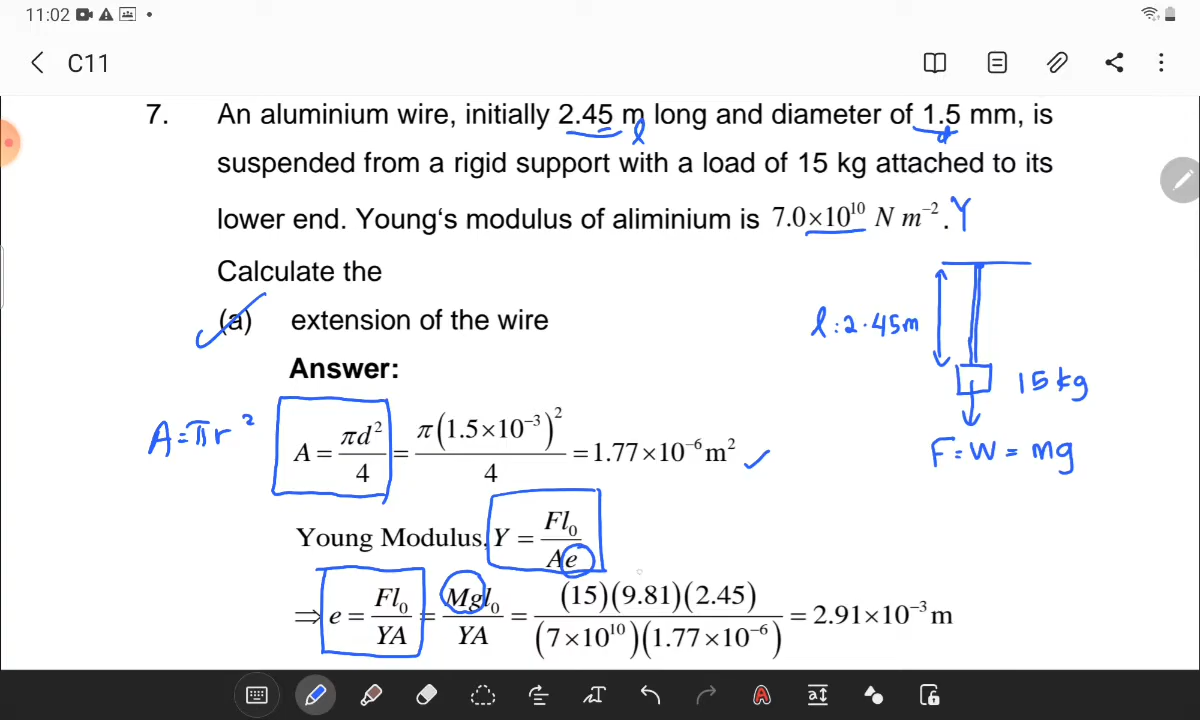 11:02
C11
7. An aluminium wire, initially 2.45 m long and diameter of 1.5 mm, is
l d
suspended from a rigid support with a load of 15 kg attached to its
lower end. Young‘s modulus of aliminium is 7.0×10¹⁰ N m⁻². Y
Calculate the
(a) extension of the wire
l : 2.45m
15 kg
F = W = mg
Answer:
A = πr²
A = πd²/4 = π(1.5×10⁻³)²/4 = 1.77×10⁻⁶ m²
Young Modulus, Y = Fl₀/Ae
⇒ e = Fl₀/YA = Mgl₀/YA = (15)(9.81)(2.45)/(7×10¹⁰)(1.77×10⁻⁶) = 2.91×10⁻³ m